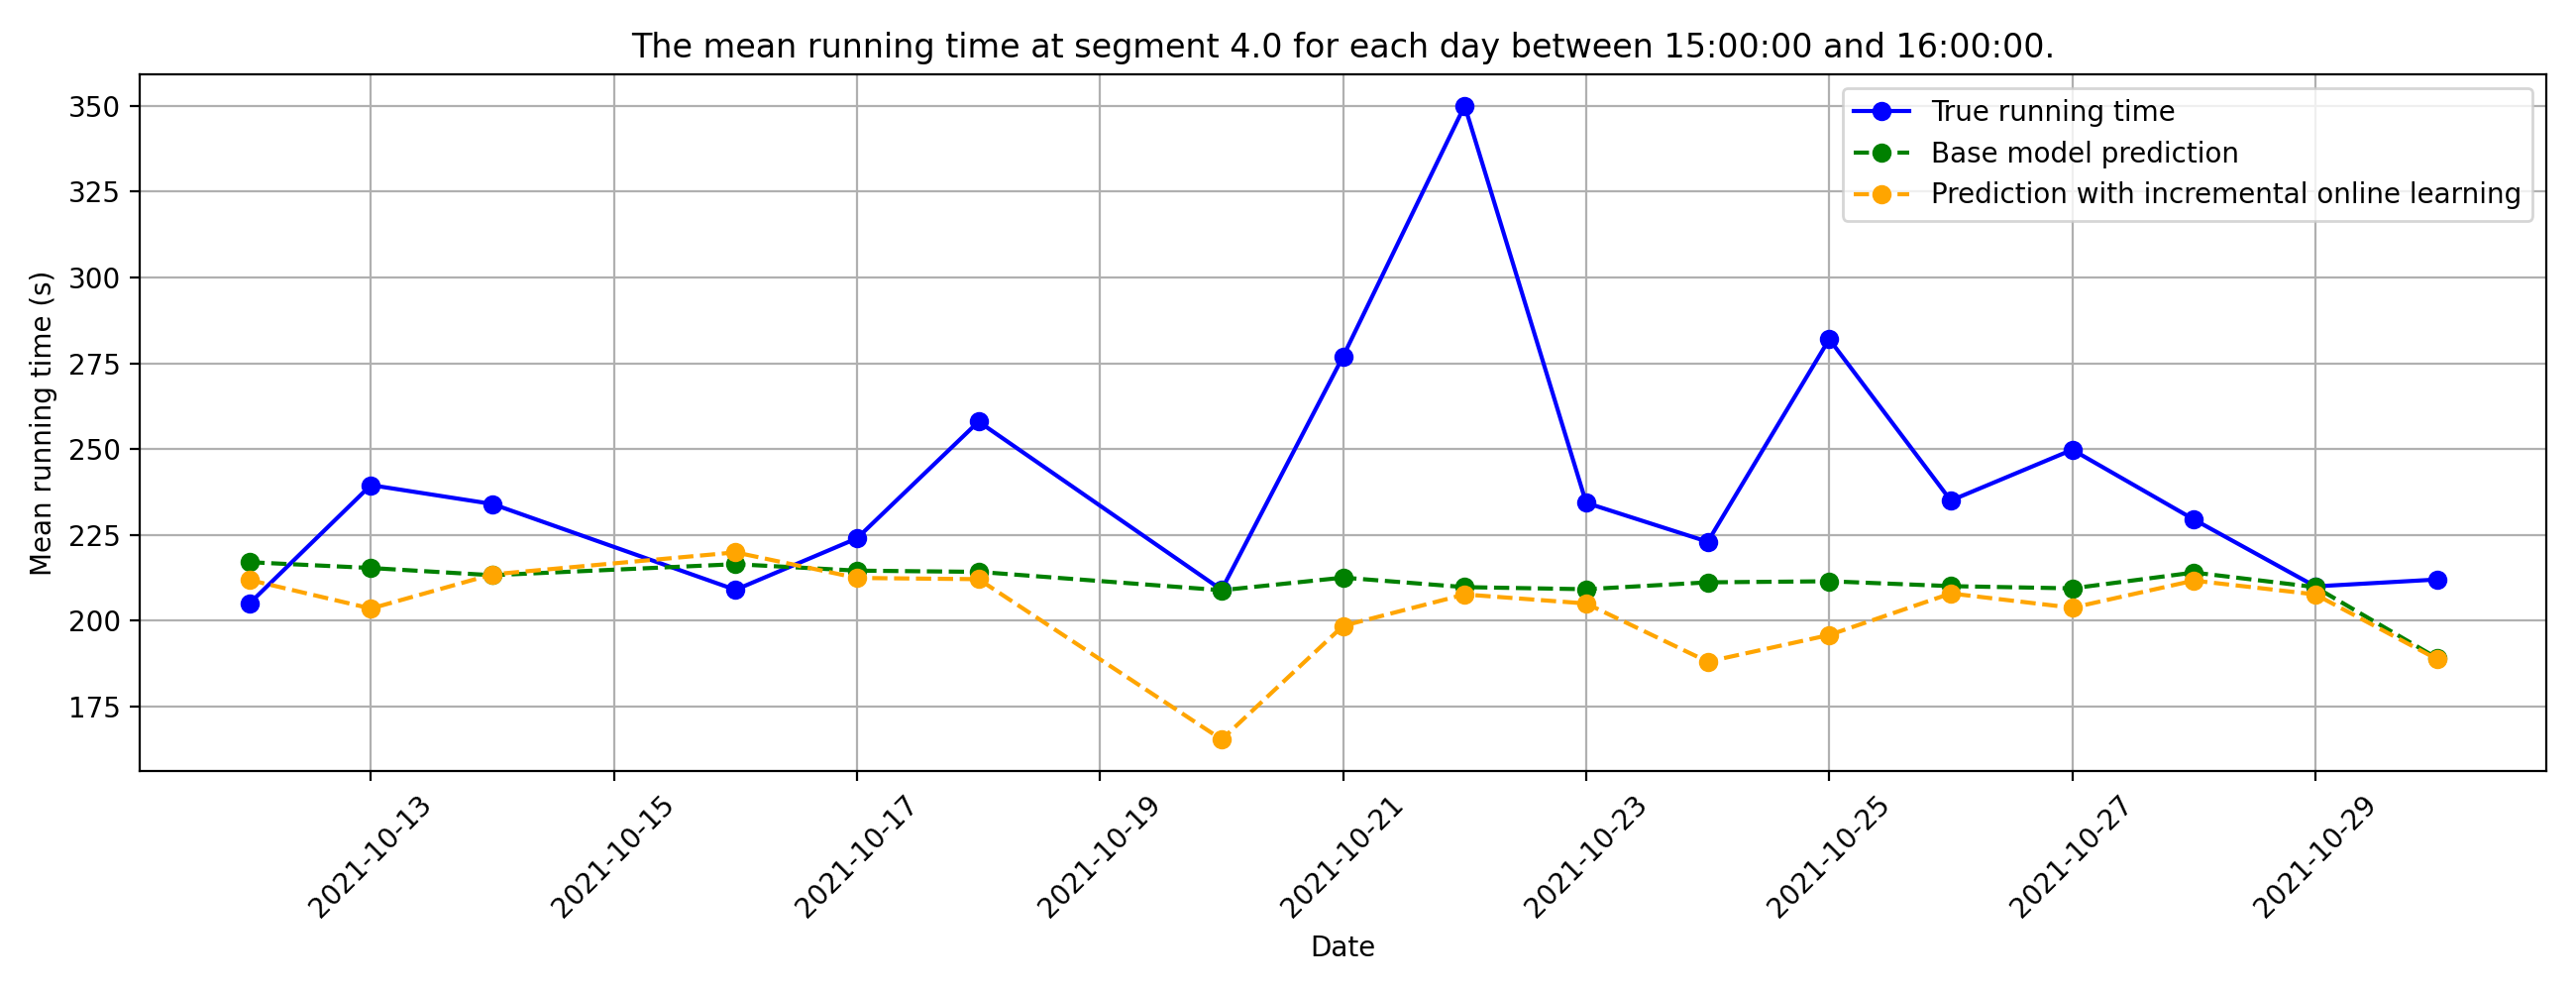 The mean running time at segment 4.0 for each day between 15:00:00 and 16:00:00.
Mean running time (s)
350
325
300
275
250
225
200
175
True running time
Base model prediction
Prediction with incremental online learning
2021-10-13
2021-10-15
2021-10-17
2021-10-19
2021-10-21
2021-10-23
2021-10-25
2021-10-27
2021-10-29
Date